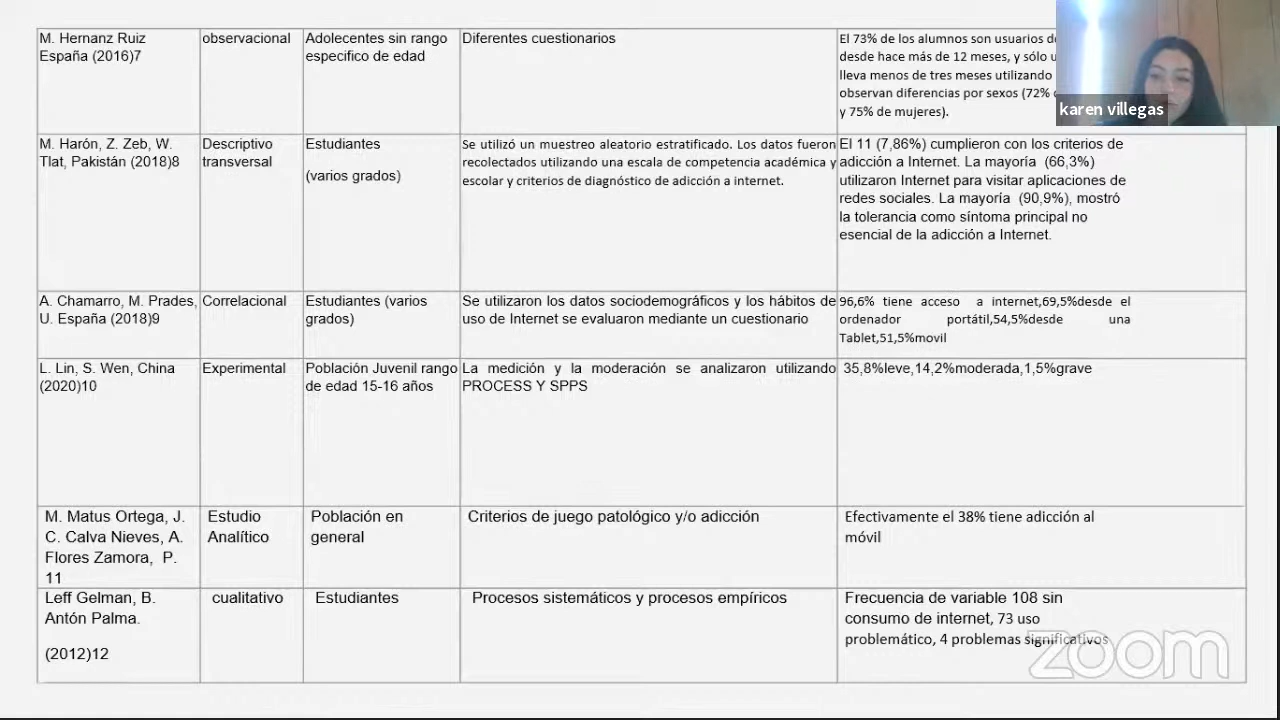 M. Hernanz Ruiz
España (2016)7
observacional
Adolecentes sin rango
especifico de edad
Diferentes cuestionarios
El 73% de los alumnos son usuarios
desde hace más de 12 meses, y sólo
lleva menos de tres meses utilizando
observan diferencias por sexos (72%
y 75% de mujeres).
karen villegas
M. Harón, Z. Zeb, W.
Tlat, Pakistán (2018)8
Descriptivo
transversal
Estudiantes
(varios grados)
Se utilizó un muestreo aleatorio estratificado. Los datos fueron
recolectados utilizando una escala de competencia académica y
escolar y criterios de diagnóstico de adicción a internet.
El 11 (7,86%) cumplieron con los criterios de
adicción a Internet. La mayoría (66,3%)
utilizaron Internet para visitar aplicaciones de
redes sociales. La mayoría (90,9%), mostró
la tolerancia como síntoma principal no
esencial de la adicción a Internet.
A. Chamarro, M. Prades,
U. España (2018)9
Correlacional
Estudiantes (varios
grados)
Se utilizaron los datos sociodemográficos y los hábitos de
uso de Internet se evaluaron mediante un cuestionario
96,6% tiene acceso a internet,69,5%desde el
ordenador portátil,54,5%desde una
Tablet,51,5%movil
L. Lin, S. Wen, China
(2020)10
Experimental
Población Juvenil rango
de edad 15-16 años
La medición y la moderación se analizaron utilizando
PROCESS Y SPPS
35,8%leve,14,2%moderada,1,5%grave
M. Matus Ortega, J.
C. Calva Nieves, A.
Flores Zamora, P.
11
Estudio
Analítico
Población en
general
Criterios de juego patológico y/o adicción
Efectivamente el 38% tiene adicción al
móvil
Leff Gelman, B.
Antón Palma.
(2012)12
cualitativo
Estudiantes
Procesos sistemáticos y procesos empíricos
Frecuencia de variable 108 sin
consumo de internet, 73 uso
problemático, 4 problemas significativos
zoom